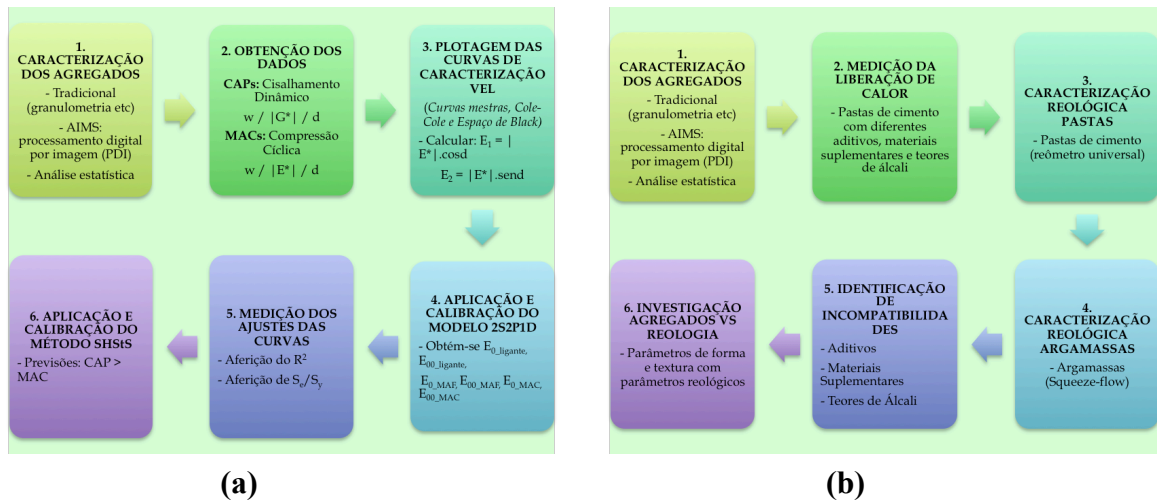 1.
CARACTERIZAÇÃO
DOS AGREGADOS
- Tradicional
(granulometria etc)
- AIMS:
processamento digital
por imagem (PDI)
- Análise estatística
2. OBTENÇÃO DOS
DADOS
CAPs: Cisalhamento
Dinâmico
w / |G*| / d
MACs: Compressão
Cíclica
w / |E*| / d
3. PLOTAGEM DAS
CURVAS DE
CARACTERIZAÇÃO
VEL
(Curvas mestras, Cole-
Cole e Espaço de Black)
- Calcular: E₁ = |
E*|.cosd
E₂ = |E*|.send
4. APLICAÇÃO E
CALIBRAÇÃO DO
MODELO 2S2P1D
- Obtém-se E0_ligante,
E00_ligante,
E0_MAF, E00_MAF, E0_MAC,
E00_MAC
5. MEDIÇÃO DOS
AJUSTES DAS
CURVAS
- Aferição do R²
- Aferição de Se/Sy
6. APLICAÇÃO E
CALIBRAÇÃO DO
MÉTODO SHStS
- Previsões: CAP >
MAC
(a)
1.
CARACTERIZAÇÃO
DOS AGREGADOS
- Tradicional
(granulometria etc)
- AIMS:
processamento digital
por imagem (PDI)
- Análise estatística
2. MEDIÇÃO DA
LIBERAÇÃO DE
CALOR
- Pastas de cimento
com diferentes
aditivos, materiais
suplementares e teores
de álcali
3.
CARACTERIZAÇÃO
REOLÓGICA
PASTAS
- Pastas de cimento
(reômetro universal)
4.
CARACTERIZAÇÃO
REOLÓGICA
ARGAMASSAS
- Argamassas
(Squeeze-flow)
5. IDENTIFICAÇÃO
DE
INCOMPATIBILIDA
DES
- Aditivos
- Materiais
Suplementares
- Teores de Álcali
6. INVESTIGAÇÃO
AGREGADOS VS
REOLOGIA
- Parâmetros de forma
e textura com
parâmetros reológicos
(b)